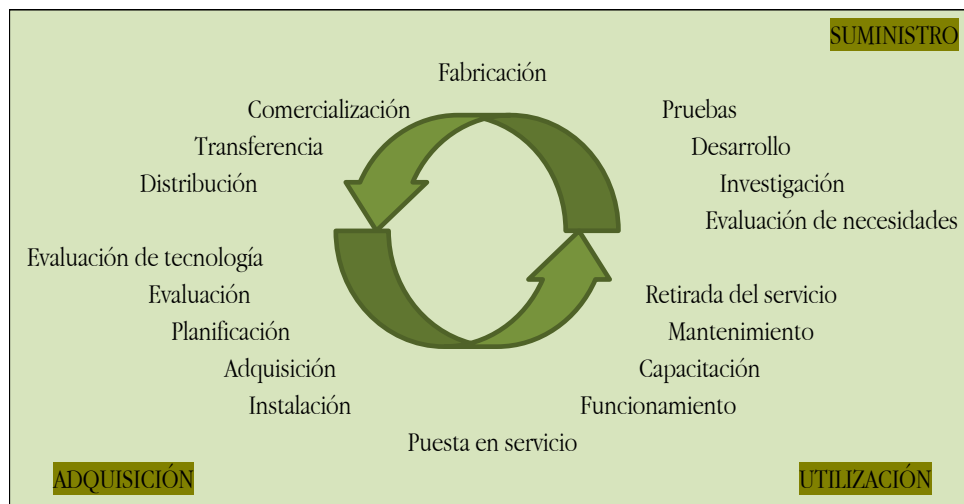 SUMINISTRO
Fabricación
Comercialización
Pruebas
Transferencia
Desarrollo
Distribución
Investigación
Evaluación de necesidades
Evaluación de tecnología
Evaluación
Retirada del servicio
Planificación
Mantenimiento
Adquisición
Capacitación
Instalación
Funcionamiento
Puesta en servicio
ADQUISICIÓN
UTILIZACIÓN